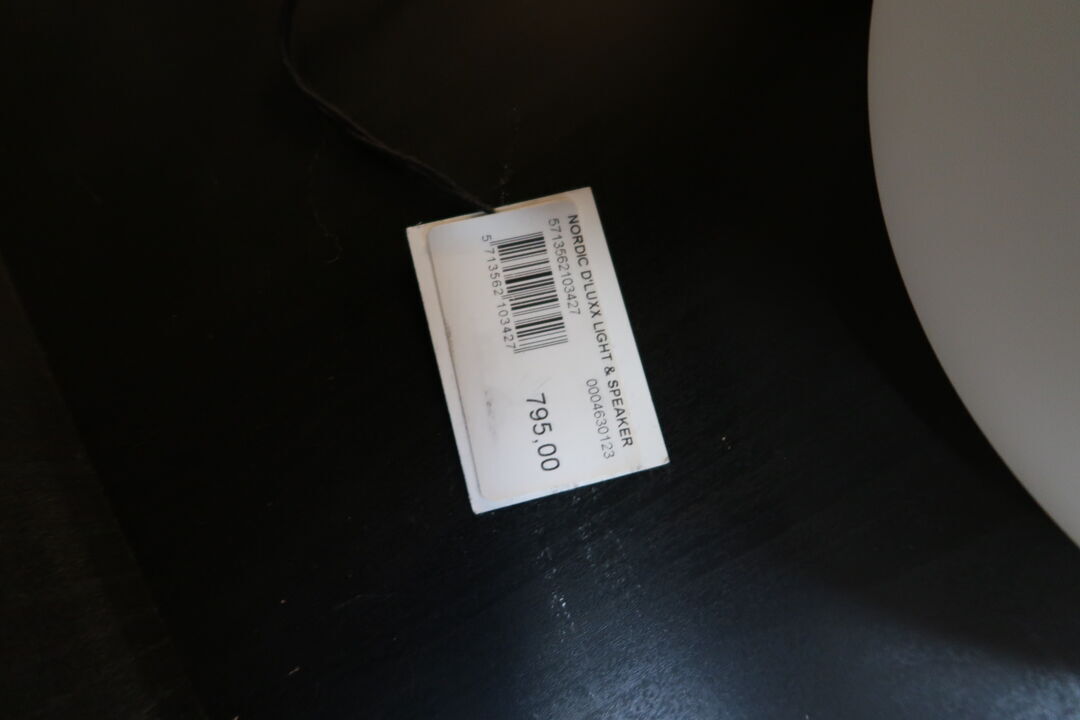 NORDIC D'LUXX LIGHT & SPEAKER
5713562103427
0004630123
5 713562 103427
795,00